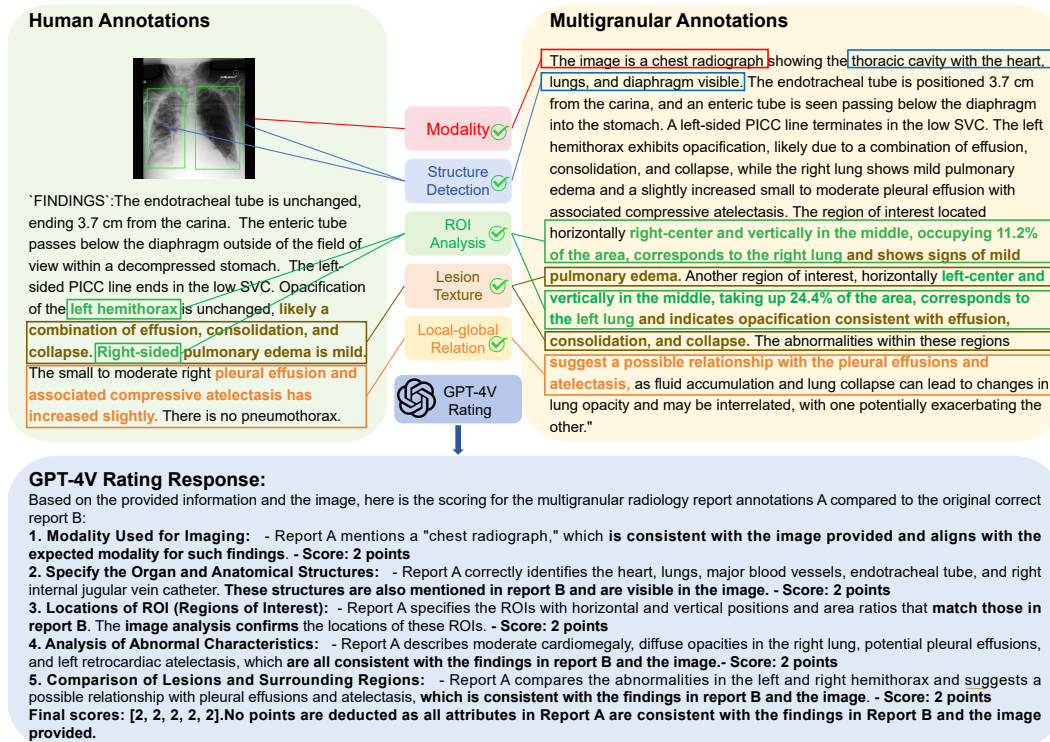 Human Annotations
`FINDINGS`:The endotracheal tube is unchanged,
ending 3.7 cm from the carina. The enteric tube
passes below the diaphragm outside of the field of
view within a decompressed stomach. The left-
sided PICC line ends in the low SVC. Opacification
of the left hemithorax is unchanged, likely a
combination of effusion, consolidation, and
collapse. Right-sided pulmonary edema is mild.
The small to moderate right pleural effusion and
associated compressive atelectasis has
increased slightly. There is no pneumothorax.
Modality
Structure
Detection
ROI
Analysis
Lesion
Texture
Local-global
Relation
GPT-4V
Rating
Multigranular Annotations
The image is a chest radiograph showing the thoracic cavity with the heart,
lungs, and diaphragm visible. The endotracheal tube is positioned 3.7 cm
from the carina, and an enteric tube is seen passing below the diaphragm
into the stomach. A left-sided PICC line terminates in the low SVC. The left
hemithorax exhibits opacification, likely due to a combination of effusion,
consolidation, and collapse, while the right lung shows mild pulmonary
edema and a slightly increased small to moderate pleural effusion with
associated compressive atelectasis. The region of interest located
horizontally right-center and vertically in the middle, occupying 11.2%
of the area, corresponds to the right lung and shows signs of mild
pulmonary edema. Another region of interest, horizontally left-center and
vertically in the middle, taking up 24.4% of the area, corresponds to
the left lung and indicates opacification consistent with effusion,
consolidation, and collapse. The abnormalities within these regions
suggest a possible relationship with the pleural effusions and
atelectasis, as fluid accumulation and lung collapse can lead to changes in
lung opacity and may be interrelated, with one potentially exacerbating the
other."
GPT-4V Rating Response:
Based on the provided information and the image, here is the scoring for the multigranular radiology report annotations A compared to the original correct
report B:
1. Modality Used for Imaging: - Report A mentions a "chest radiograph," which is consistent with the image provided and aligns with the
expected modality for such findings. - Score: 2 points
2. Specify the Organ and Anatomical Structures: - Report A correctly identifies the heart, lungs, major blood vessels, endotracheal tube, and right
internal jugular vein catheter. These structures are also mentioned in report B and are visible in the image. - Score: 2 points
3. Locations of ROI (Regions of Interest): - Report A specifies the ROIs with horizontal and vertical positions and area ratios that match those in
report B. The image analysis confirms the locations of these ROIs. - Score: 2 points
4. Analysis of Abnormal Characteristics: - Report A describes moderate cardiomegaly, diffuse opacities in the right lung, potential pleural effusions,
and left retrocardiac atelectasis, which are all consistent with the findings in report B and the image.- Score: 2 points
5. Comparison of Lesions and Surrounding Regions: - Report A compares the abnormalities in the left and right hemithorax and suggests a
possible relationship with pleural effusions and atelectasis, which is consistent with the findings in report B and the image. - Score: 2 points
Final scores: [2, 2, 2, 2, 2].No points are deducted as all attributes in Report A are consistent with the findings in Report B and the image
provided.